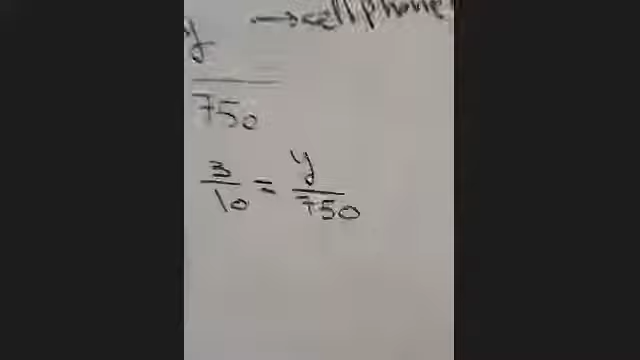 y → cellphone
750
3/10 = y/750